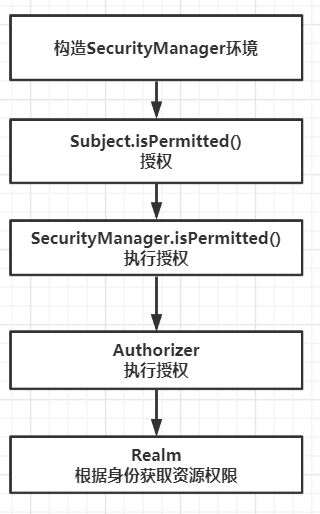 构造SecurityManager环境
Subject.isPermitted()
授权
SecurityManager.isPermitted()
执行授权
Authorizer
执行授权
Realm
根据身份获取资源权限